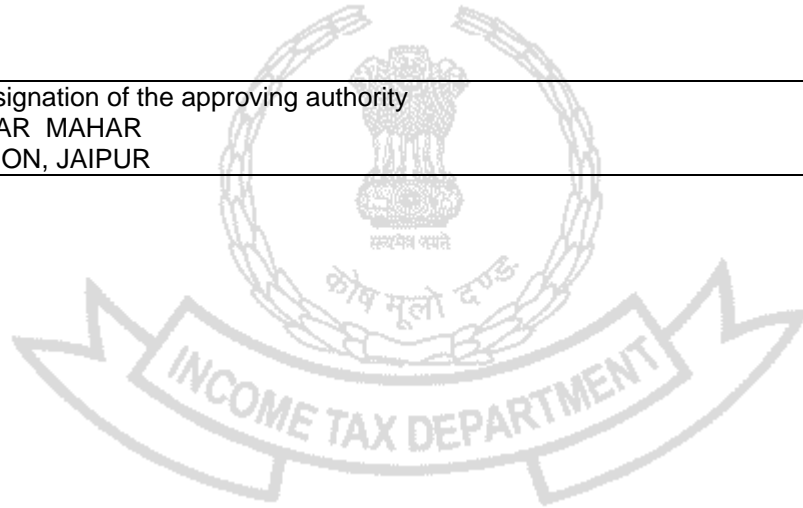 signation of the approving authority
AR MAHAR
ON, JAIPUR
सत्यमेव जयते
कोष मूलो दण्डः
INCOME TAX DEPARTMENT